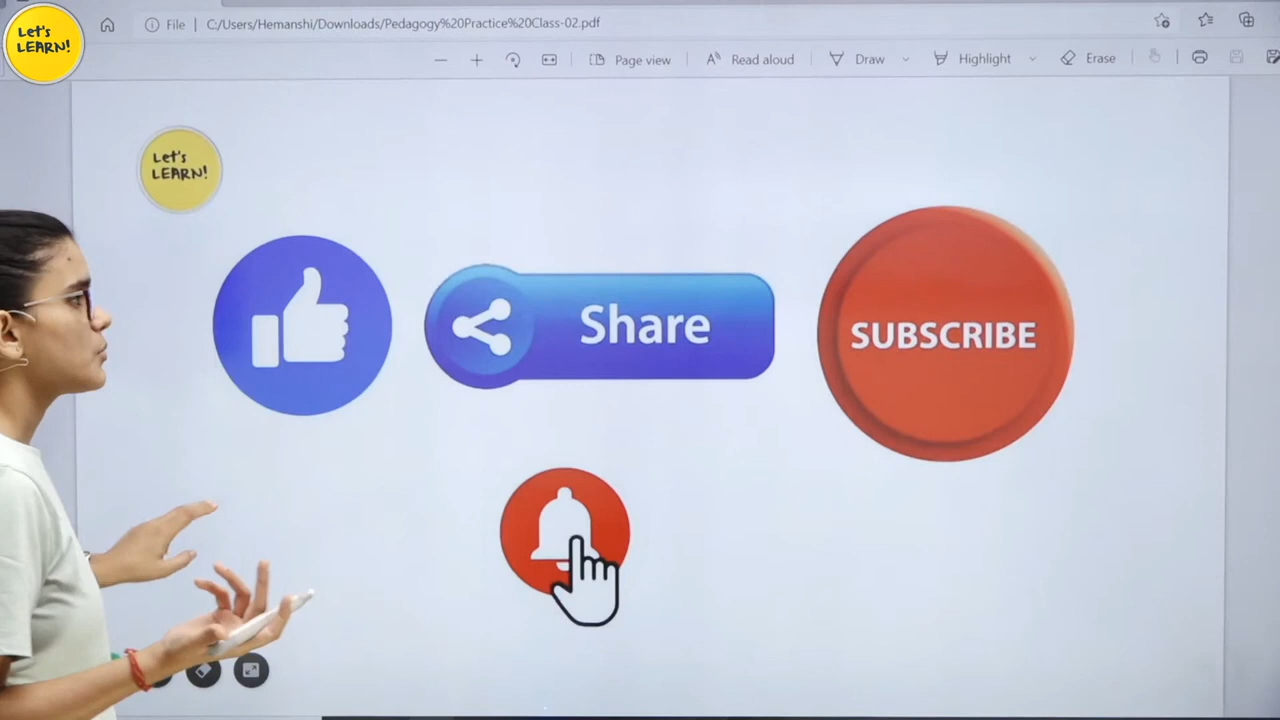 Let's
LEARN!
File | C:/Users/Hemanshi/Downloads/Pedagogy%20Practice%20Class-02.pdf
Page view
Read aloud
Draw
Highlight
Erase
Let's
LEARN!
Share
SUBSCRIBE